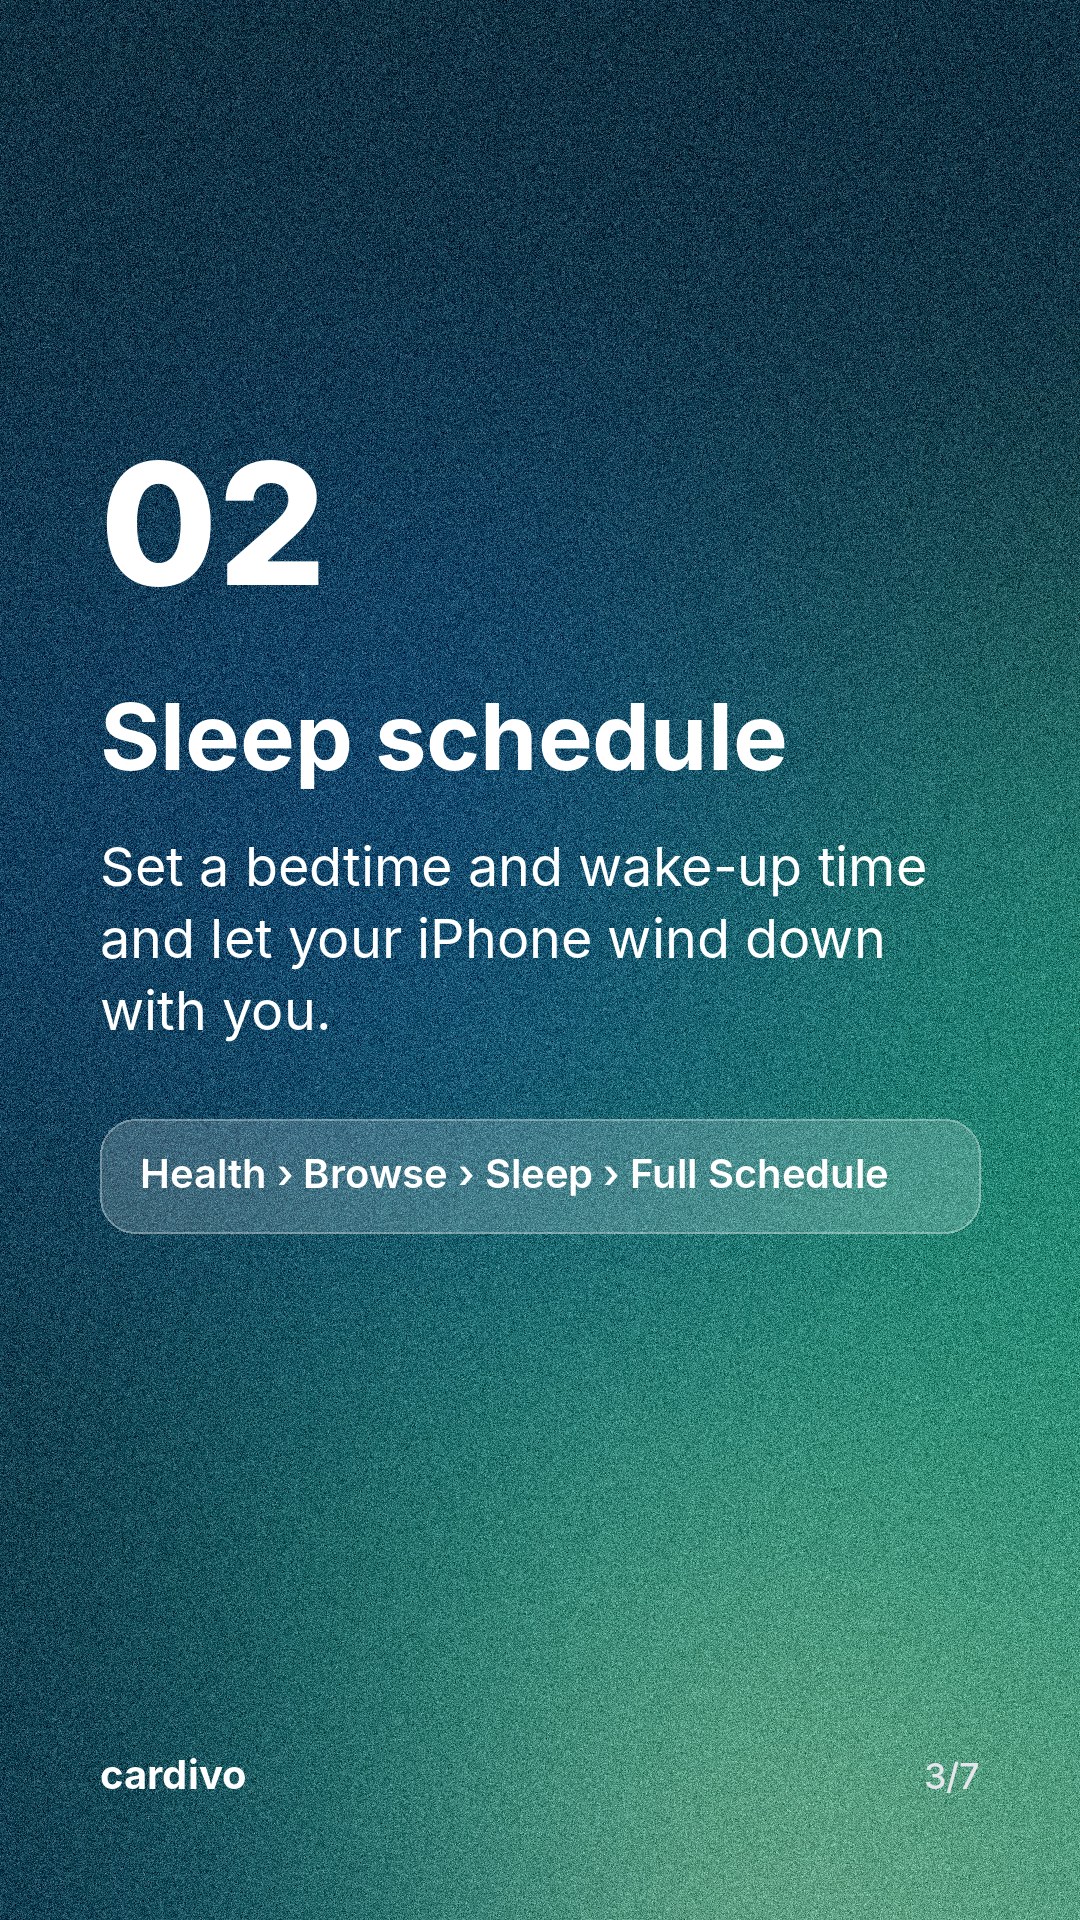 02
Sleep schedule
Set a bedtime and wake-up time
and let your iPhone wind down
with you.
Health › Browse › Sleep › Full Schedule
cardivo
3/7